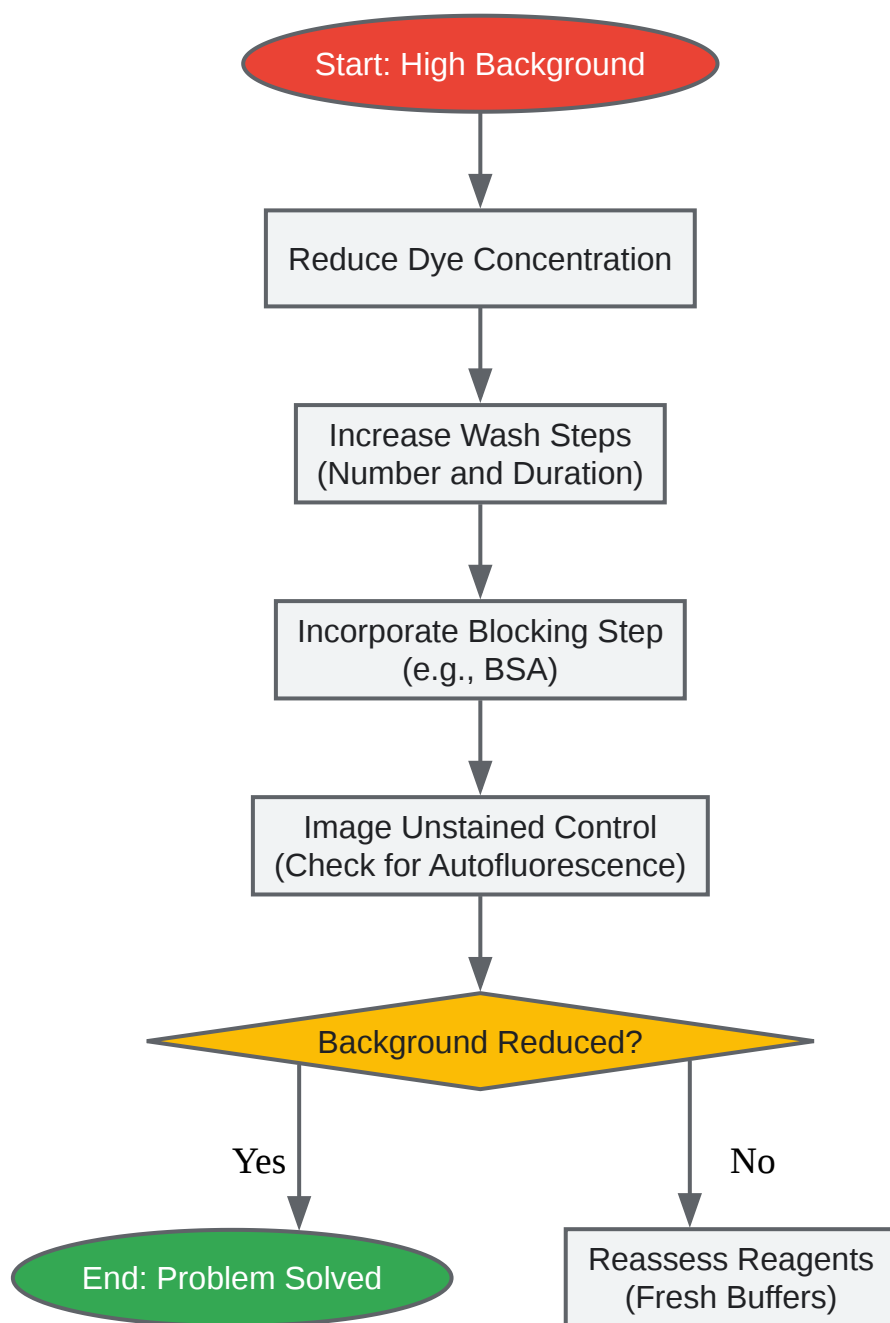 Start: High Background
Reduce Dye Concentration
Increase Wash Steps
(Number and Duration)
Incorporate Blocking Step
(e.g., BSA)
Image Unstained Control
(Check for Autofluorescence)
Background Reduced?
Yes
No
End: Problem Solved
Reassess Reagents
(Fresh Buffers)